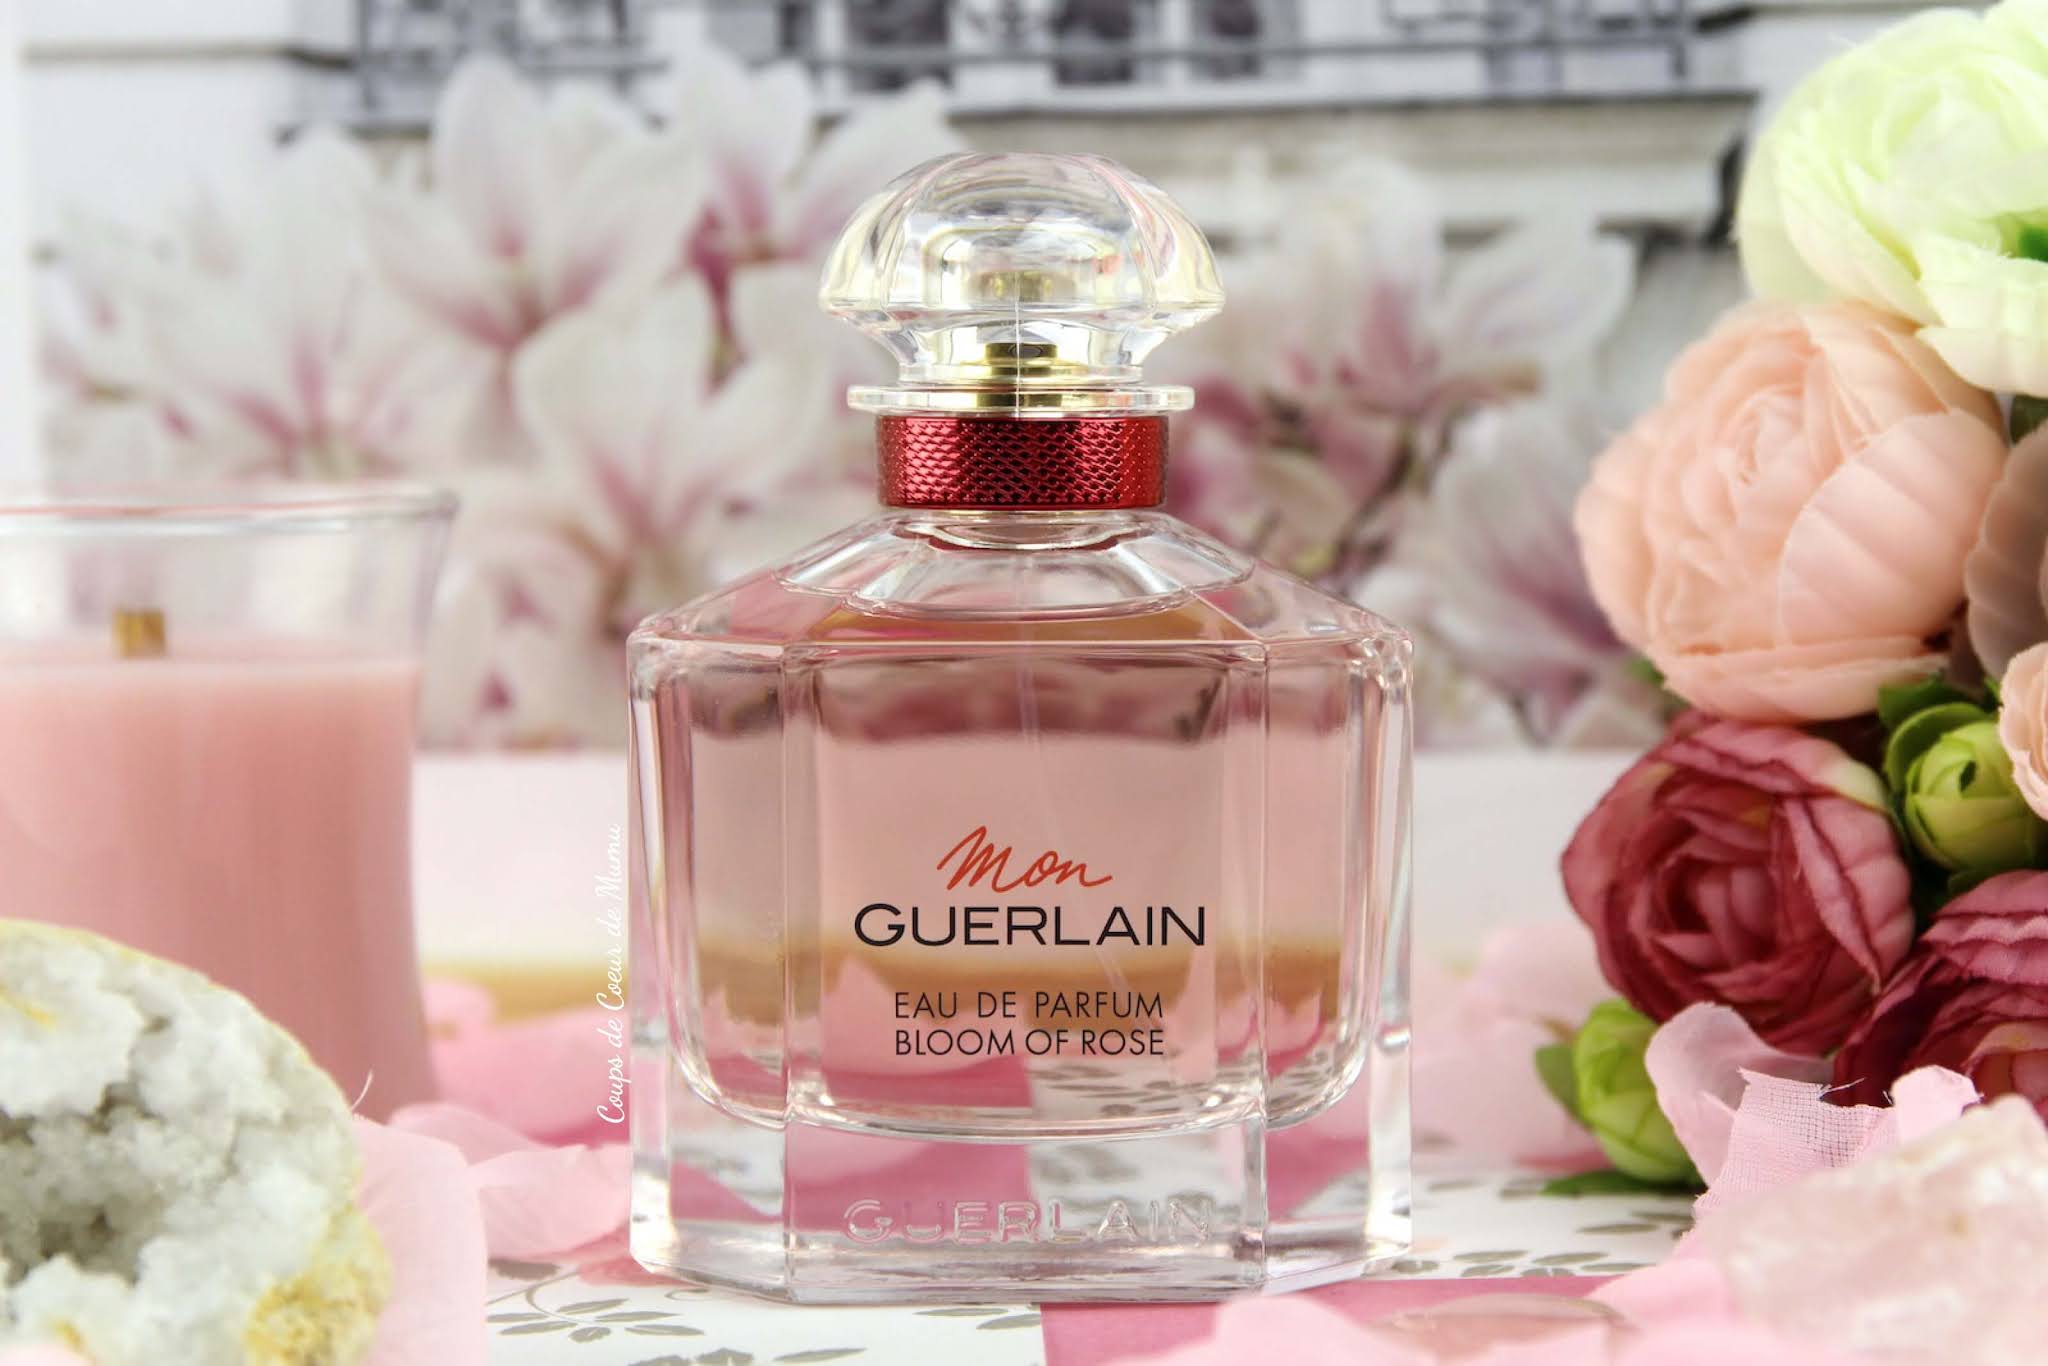 Mon
GUERLAIN
EAU DE PARFUM
BLOOM OF ROSE
GUERLAIN
Coups de Coeur de Mumu